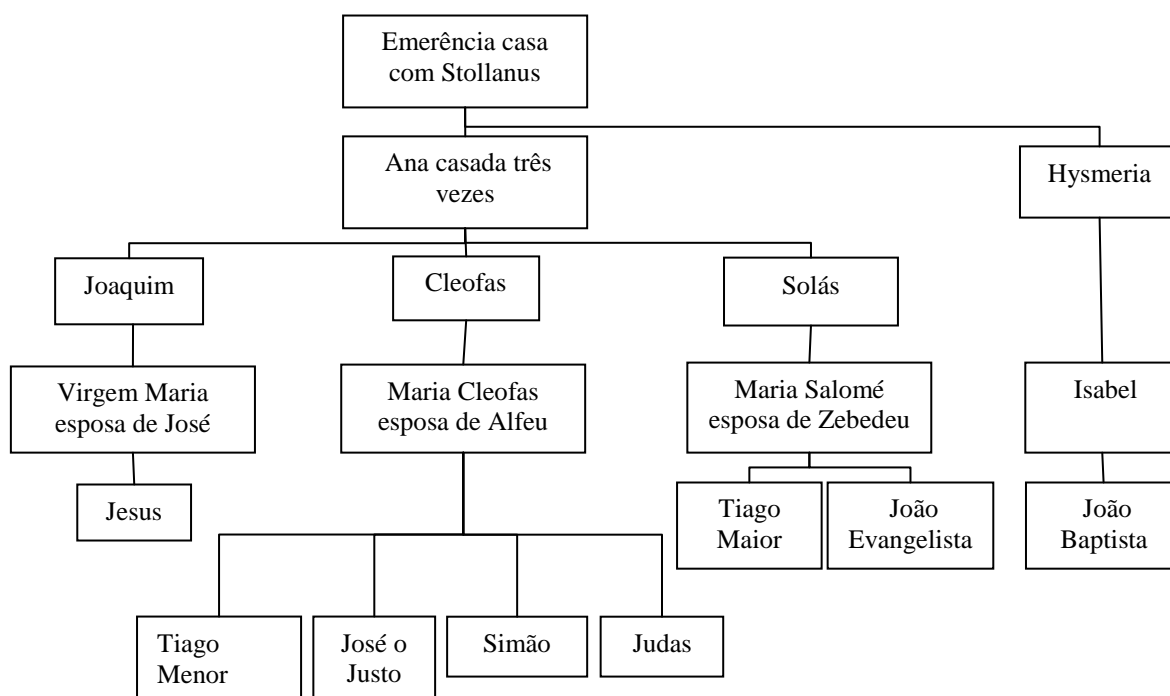 Emerência casa
com Stollanus
Ana casada três
vezes
Hysmeria
Joaquim
Cleofas
Solás
Virgem Maria
esposa de José
Maria Cleofas
esposa de Alfeu
Maria Salomé
esposa de Zebedeu
Isabel
Jesus
Tiago
Maior
João
Evangelista
João
Baptista
Tiago
Menor
José o
Justo
Simão
Judas